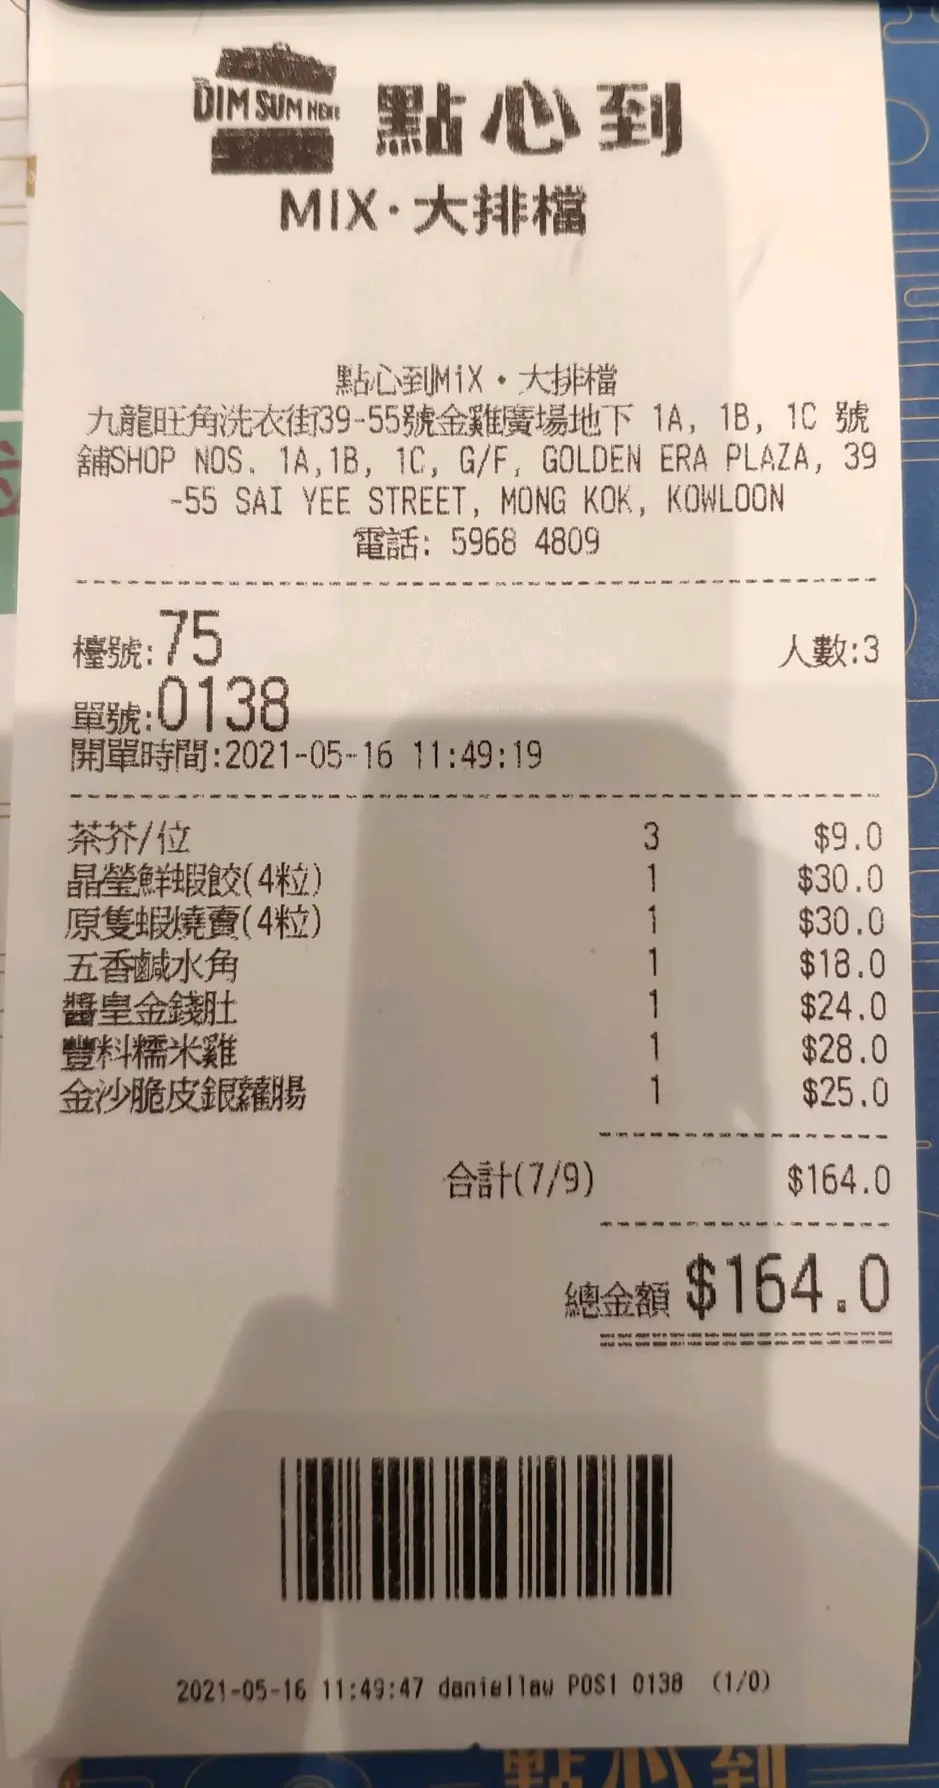 DIM SUM HERE 點心到
MIX·大排檔
點心到MiX·大排檔
九龍旺角洗衣街39-55號金雞廣場地下 1A, 1B, 1C 號
舖SHOP NOS. 1A,1B, 1C, G/F, GOLDEN ERA PLAZA, 39
-55 SAI YEE STREET, MONG KOK, KOWLOON
電話: 5968 4809
檯號:75 人數:3
單號:0138
開單時間:2021-05-16 11:49:19
茶芥/位 3 $9.0
晶瑩鮮蝦餃(4粒) 1 $30.0
原隻蝦燒賣(4粒) 1 $30.0
五香鹹水角 1 $18.0
醬皇金錢肚 1 $24.0
豐料糯米雞 1 $28.0
金沙脆皮銀蘿腸 1 $25.0
合計(7/9) $164.0
總金額 $164.0
2021-05-16 11:49:47 daniellaw POS1 0138 (1/0)
點心到